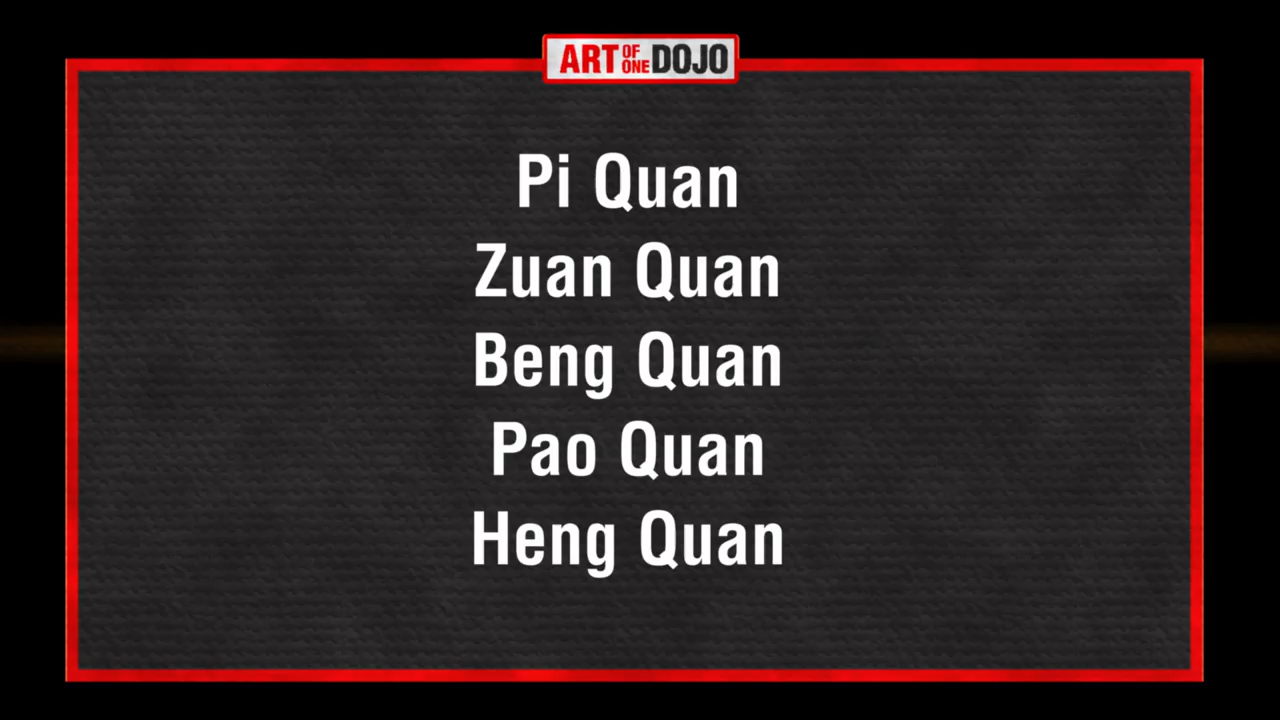 ART OF ONE DOJO
Pi Quan
Zuan Quan
Beng Quan
Pao Quan
Heng Quan